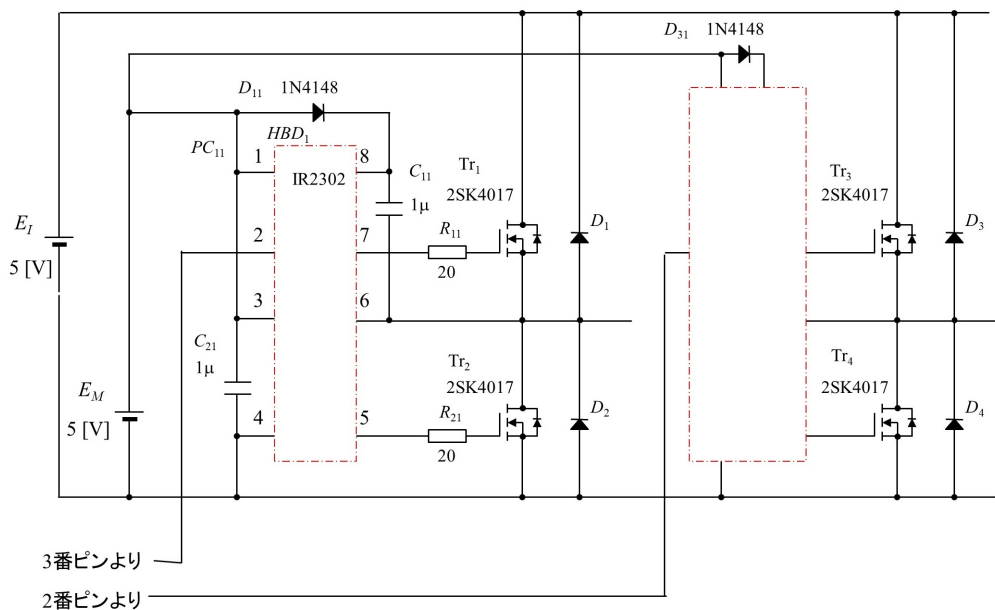 D31 1N4148
D11 1N4148
PC11
HBD1
1
8
IR2302
C11
1μ
Tr1
2SK4017
2
7
R11
20
D1
3
6
C21
1μ
4
5
R21
20
Tr2
2SK4017
D2
Tr3
2SK4017
D3
Tr4
2SK4017
D4
EI
5 [V]
EM
5 [V]
3番ピンより
2番ピンより